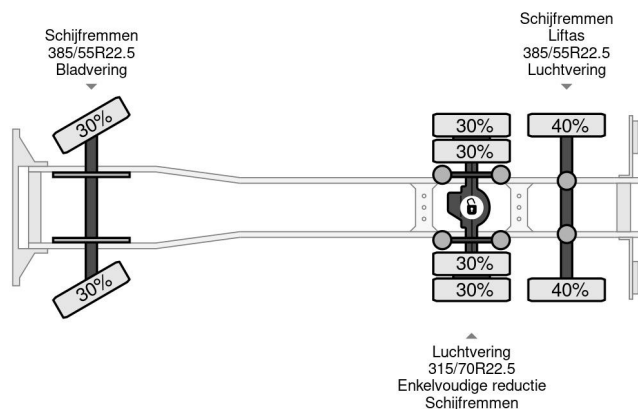 Schijfremmen
385/55R22.5
Bladvering
Schijfremmen
Liftas
385/55R22.5
Luchtvering
30%
30%
30%
40%
30%
30%
30%
40%
Luchtvering
315/70R22.5
Enkelvoudige reductie
Schijfremmen